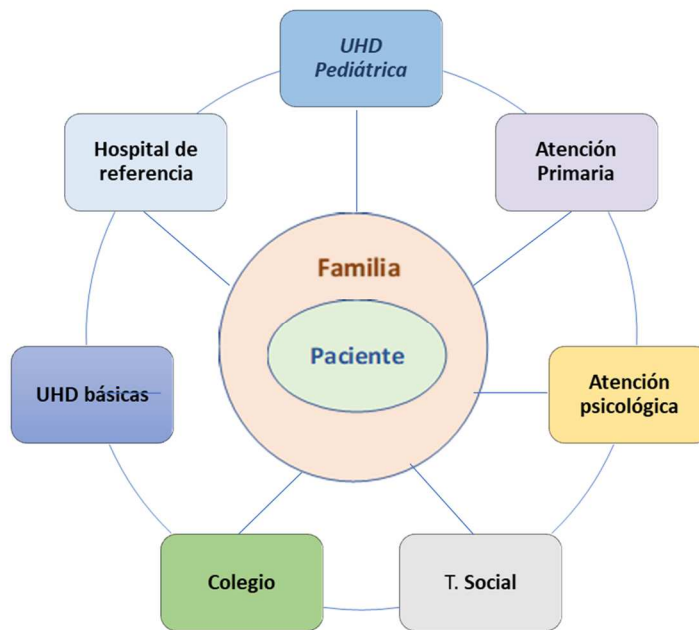 UHD
Pediátrica
Hospital de
referencia
Atención
Primaria
Familia
Paciente
UHD básicas
Atención
psicológica
Colegio
T. Social